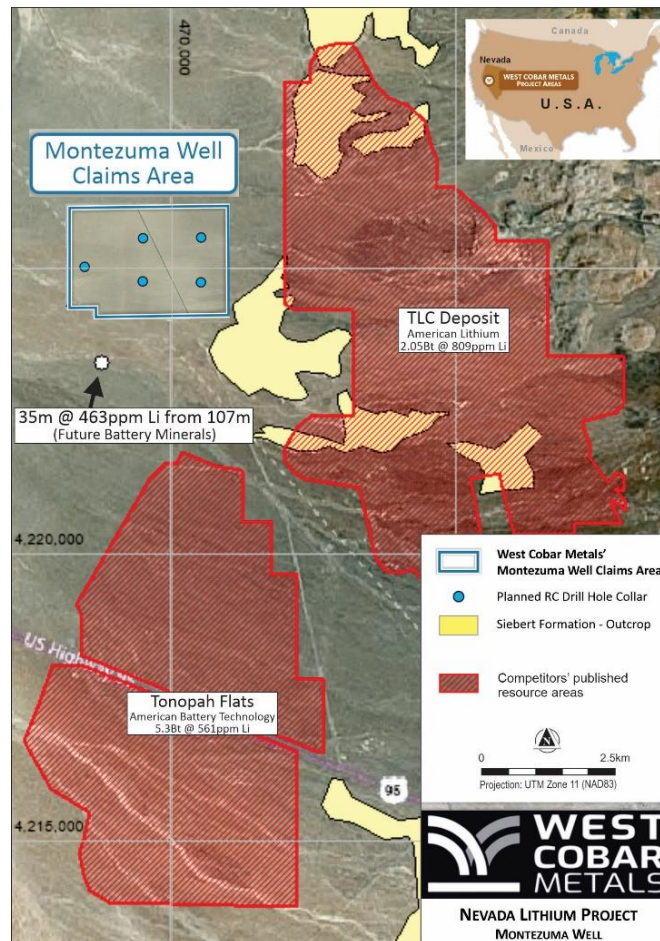 470,000
Canada
Nevada
WEST COBAR METALS
PROJECT AREAS
U.S.A.
Mexico
Montezuma Well
Claims Area
TLC Deposit
American Lithium
2.05Bt @ 809ppm Li
35m @ 463ppm Li from 107m
(Future Battery Minerals)
4,220,000
US Highway
Tonopah Flats
American Battery Technology
5.3Bt @ 561ppm Li
95
4,215,000
West Cobar Metals'
Montezuma Well Claims Area
Planned RC Drill Hole Collar
Siebert Formation - Outcrop
Competitors' published
resource areas
N
0 2.5km
Projection: UTM Zone 11 (NAD83)
WEST
COBAR
METALS
NEVADA LITHIUM PROJECT
MONTEZUMA WELL